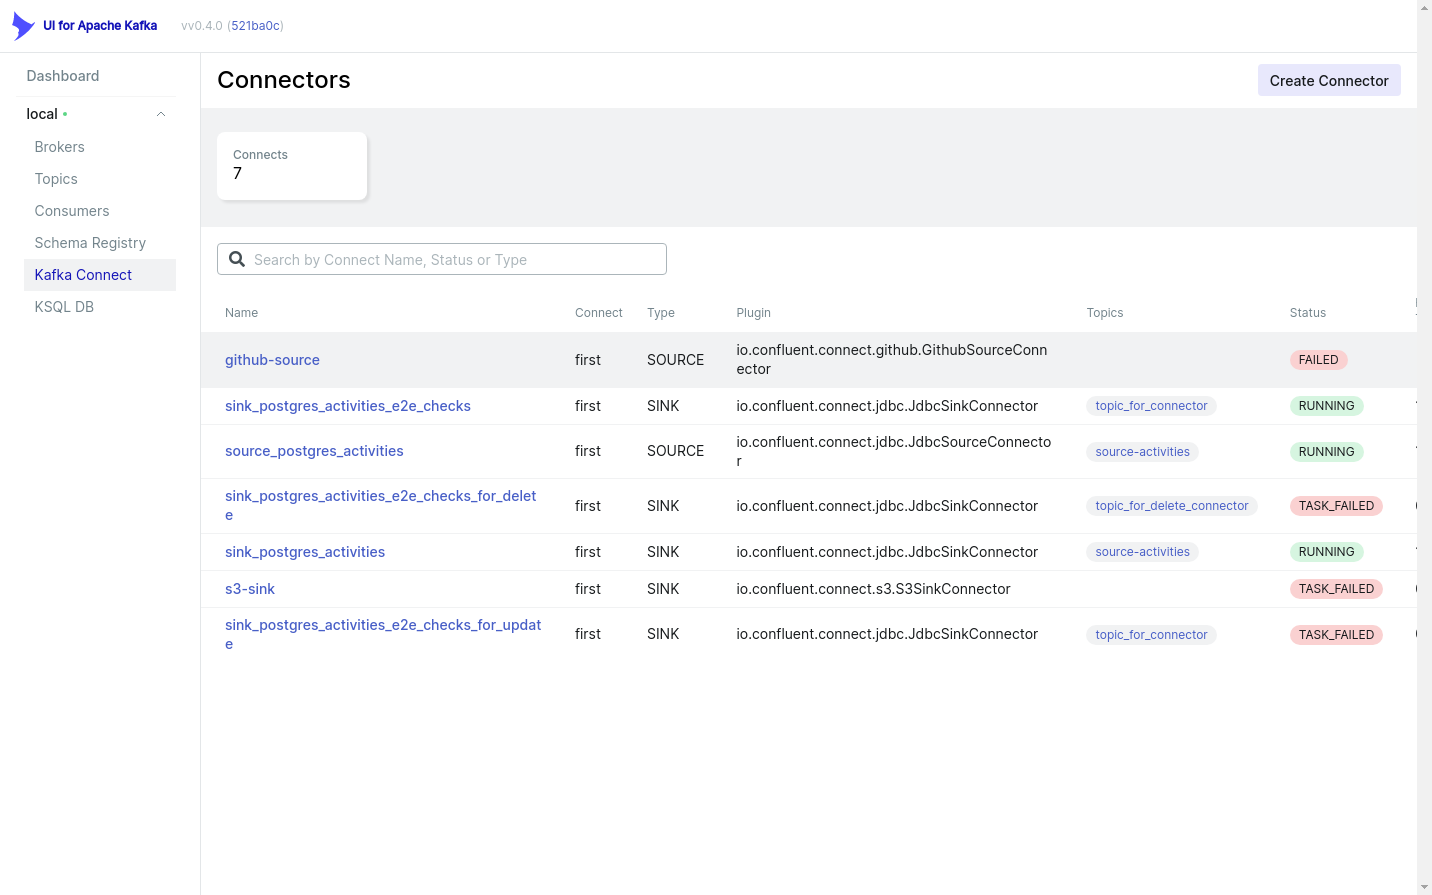 UI for Apache Kafka vv0.4.0 (521ba0c)
Dashboard
local
Brokers
Topics
Consumers
Schema Registry
Kafka Connect
KSQL DB
Connectors
Create Connector
Connects
7
Search by Connect Name, Status or Type
Name Connect Type Plugin Topics Status
github-source first SOURCE io.confluent.connect.github.GithubSourceConn
ector FAILED
sink_postgres_activities_e2e_checks first SINK io.confluent.connect.jdbc.JdbcSinkConnector topic_for_connector RUNNING
source_postgres_activities first SOURCE io.confluent.connect.jdbc.JdbcSourceConnecto
r source-activities RUNNING
sink_postgres_activities_e2e_checks_for_delet
e first SINK io.confluent.connect.jdbc.JdbcSinkConnector topic_for_delete_connector TASK_FAILED
sink_postgres_activities first SINK io.confluent.connect.jdbc.JdbcSinkConnector source-activities RUNNING
s3-sink first SINK io.confluent.connect.s3.S3SinkConnector TASK_FAILED
sink_postgres_activities_e2e_checks_for_updat
e first SINK io.confluent.connect.jdbc.JdbcSinkConnector topic_for_connector TASK_FAILED